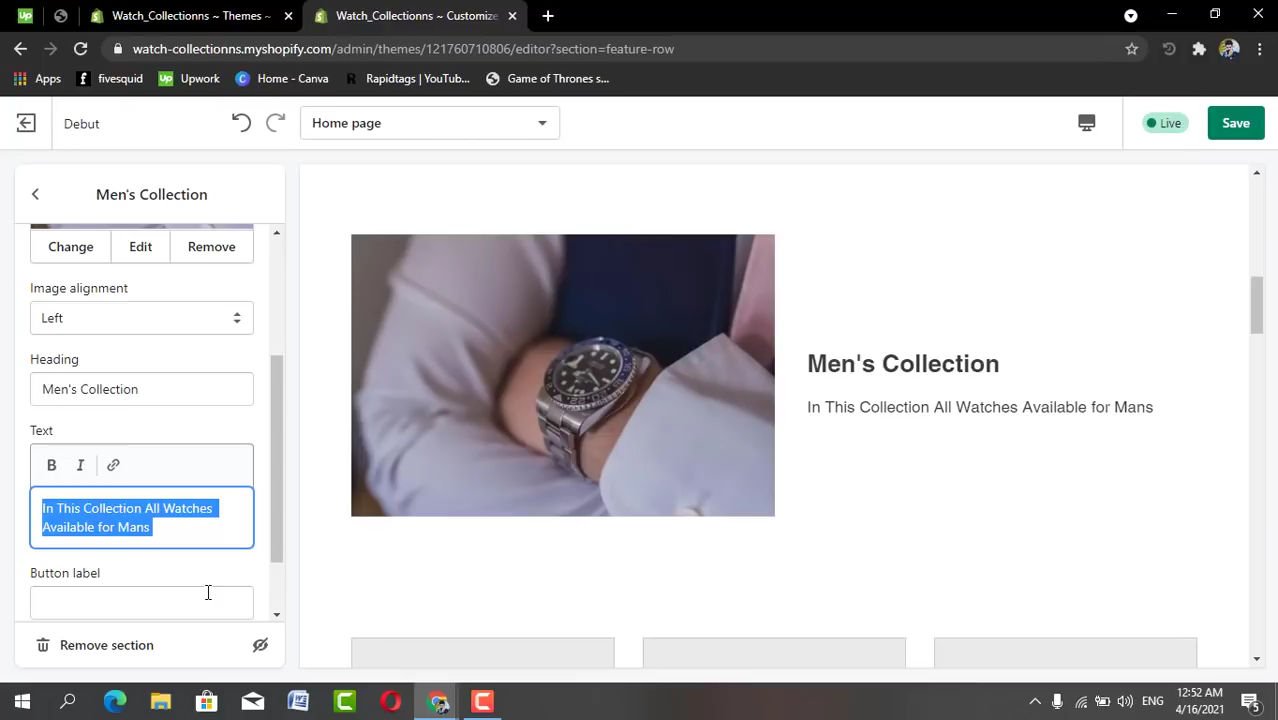 Watch_Collectionns ~ Themes ~
Watch_Collectionns ~ Customize
watch-collectionns.myshopify.com/admin/themes/121760710806/editor?section=feature-row
Apps
fivesquid
Upwork
Home - Canva
Rapidtags | YouTub...
Game of Thrones s...
Debut
Home page
Live
Save
Men's Collection
Change
Edit
Remove
Image alignment
Left
Heading
Men's Collection
Text
B I
In This Collection All Watches
Available for Mans
Button label
Remove section
Men's Collection
In This Collection All Watches Available for Mans
ENG
12:52 AM
4/16/2021
5